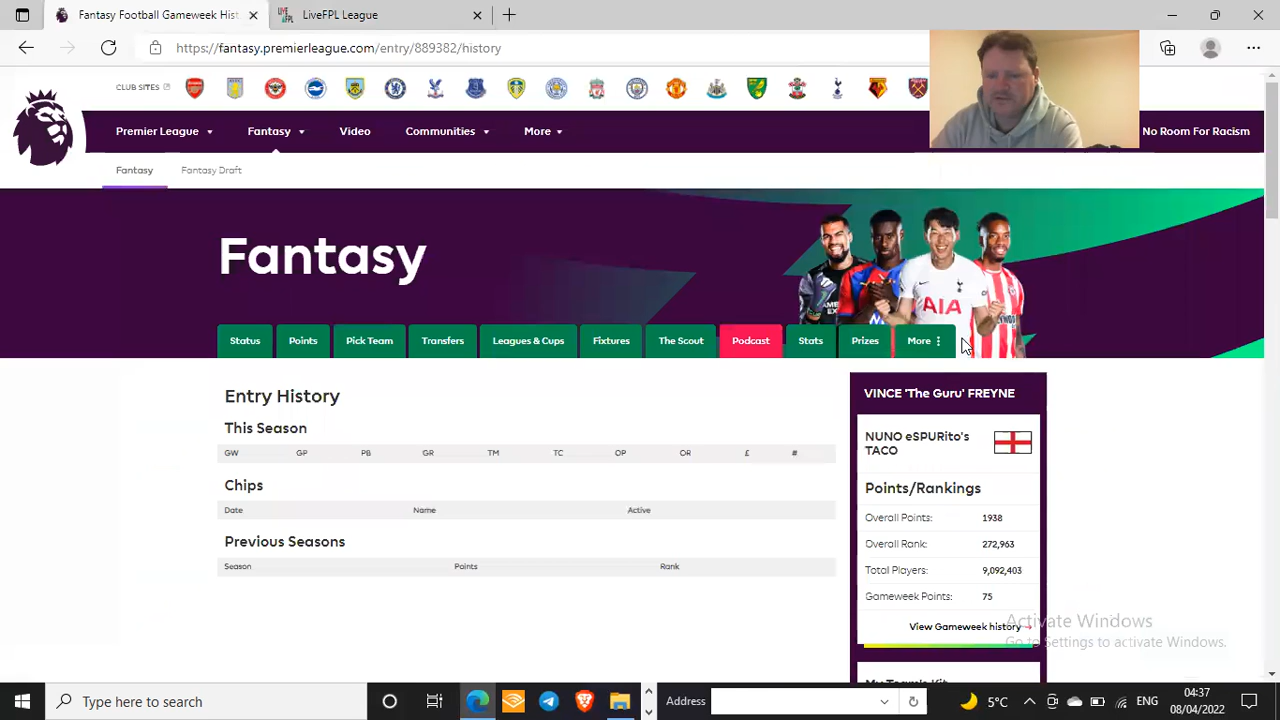 Fantasy Football Gameweek Hist
LiveFPL League
https://fantasy.premierleague.com/entry/889382/history
CLUB SITES
Premier League
Fantasy
Video
Communities
More
No Room For Racism
Fantasy
Fantasy Draft
Fantasy
AIA
Status
Points
Pick Team
Transfers
Leagues & Cups
Fixtures
The Scout
Podcast
Stats
Prizes
More
Entry History
This Season
GW GP PB GR TM TC OP OR £ #
Chips
Date Name Active
Previous Seasons
Season Points Rank
VINCE 'The Guru' FREYNE
NUNO eSPURito's
TACO
Points/Rankings
Overall Points: 1938
Overall Rank: 272,963
Total Players: 9,092,403
Gameweek Points: 75
View Gameweek history
My Team's Kit
Activate Windows
Go to Settings to activate Windows.
Type here to search
Address
5°C
ENG
04:37
08/04/2022